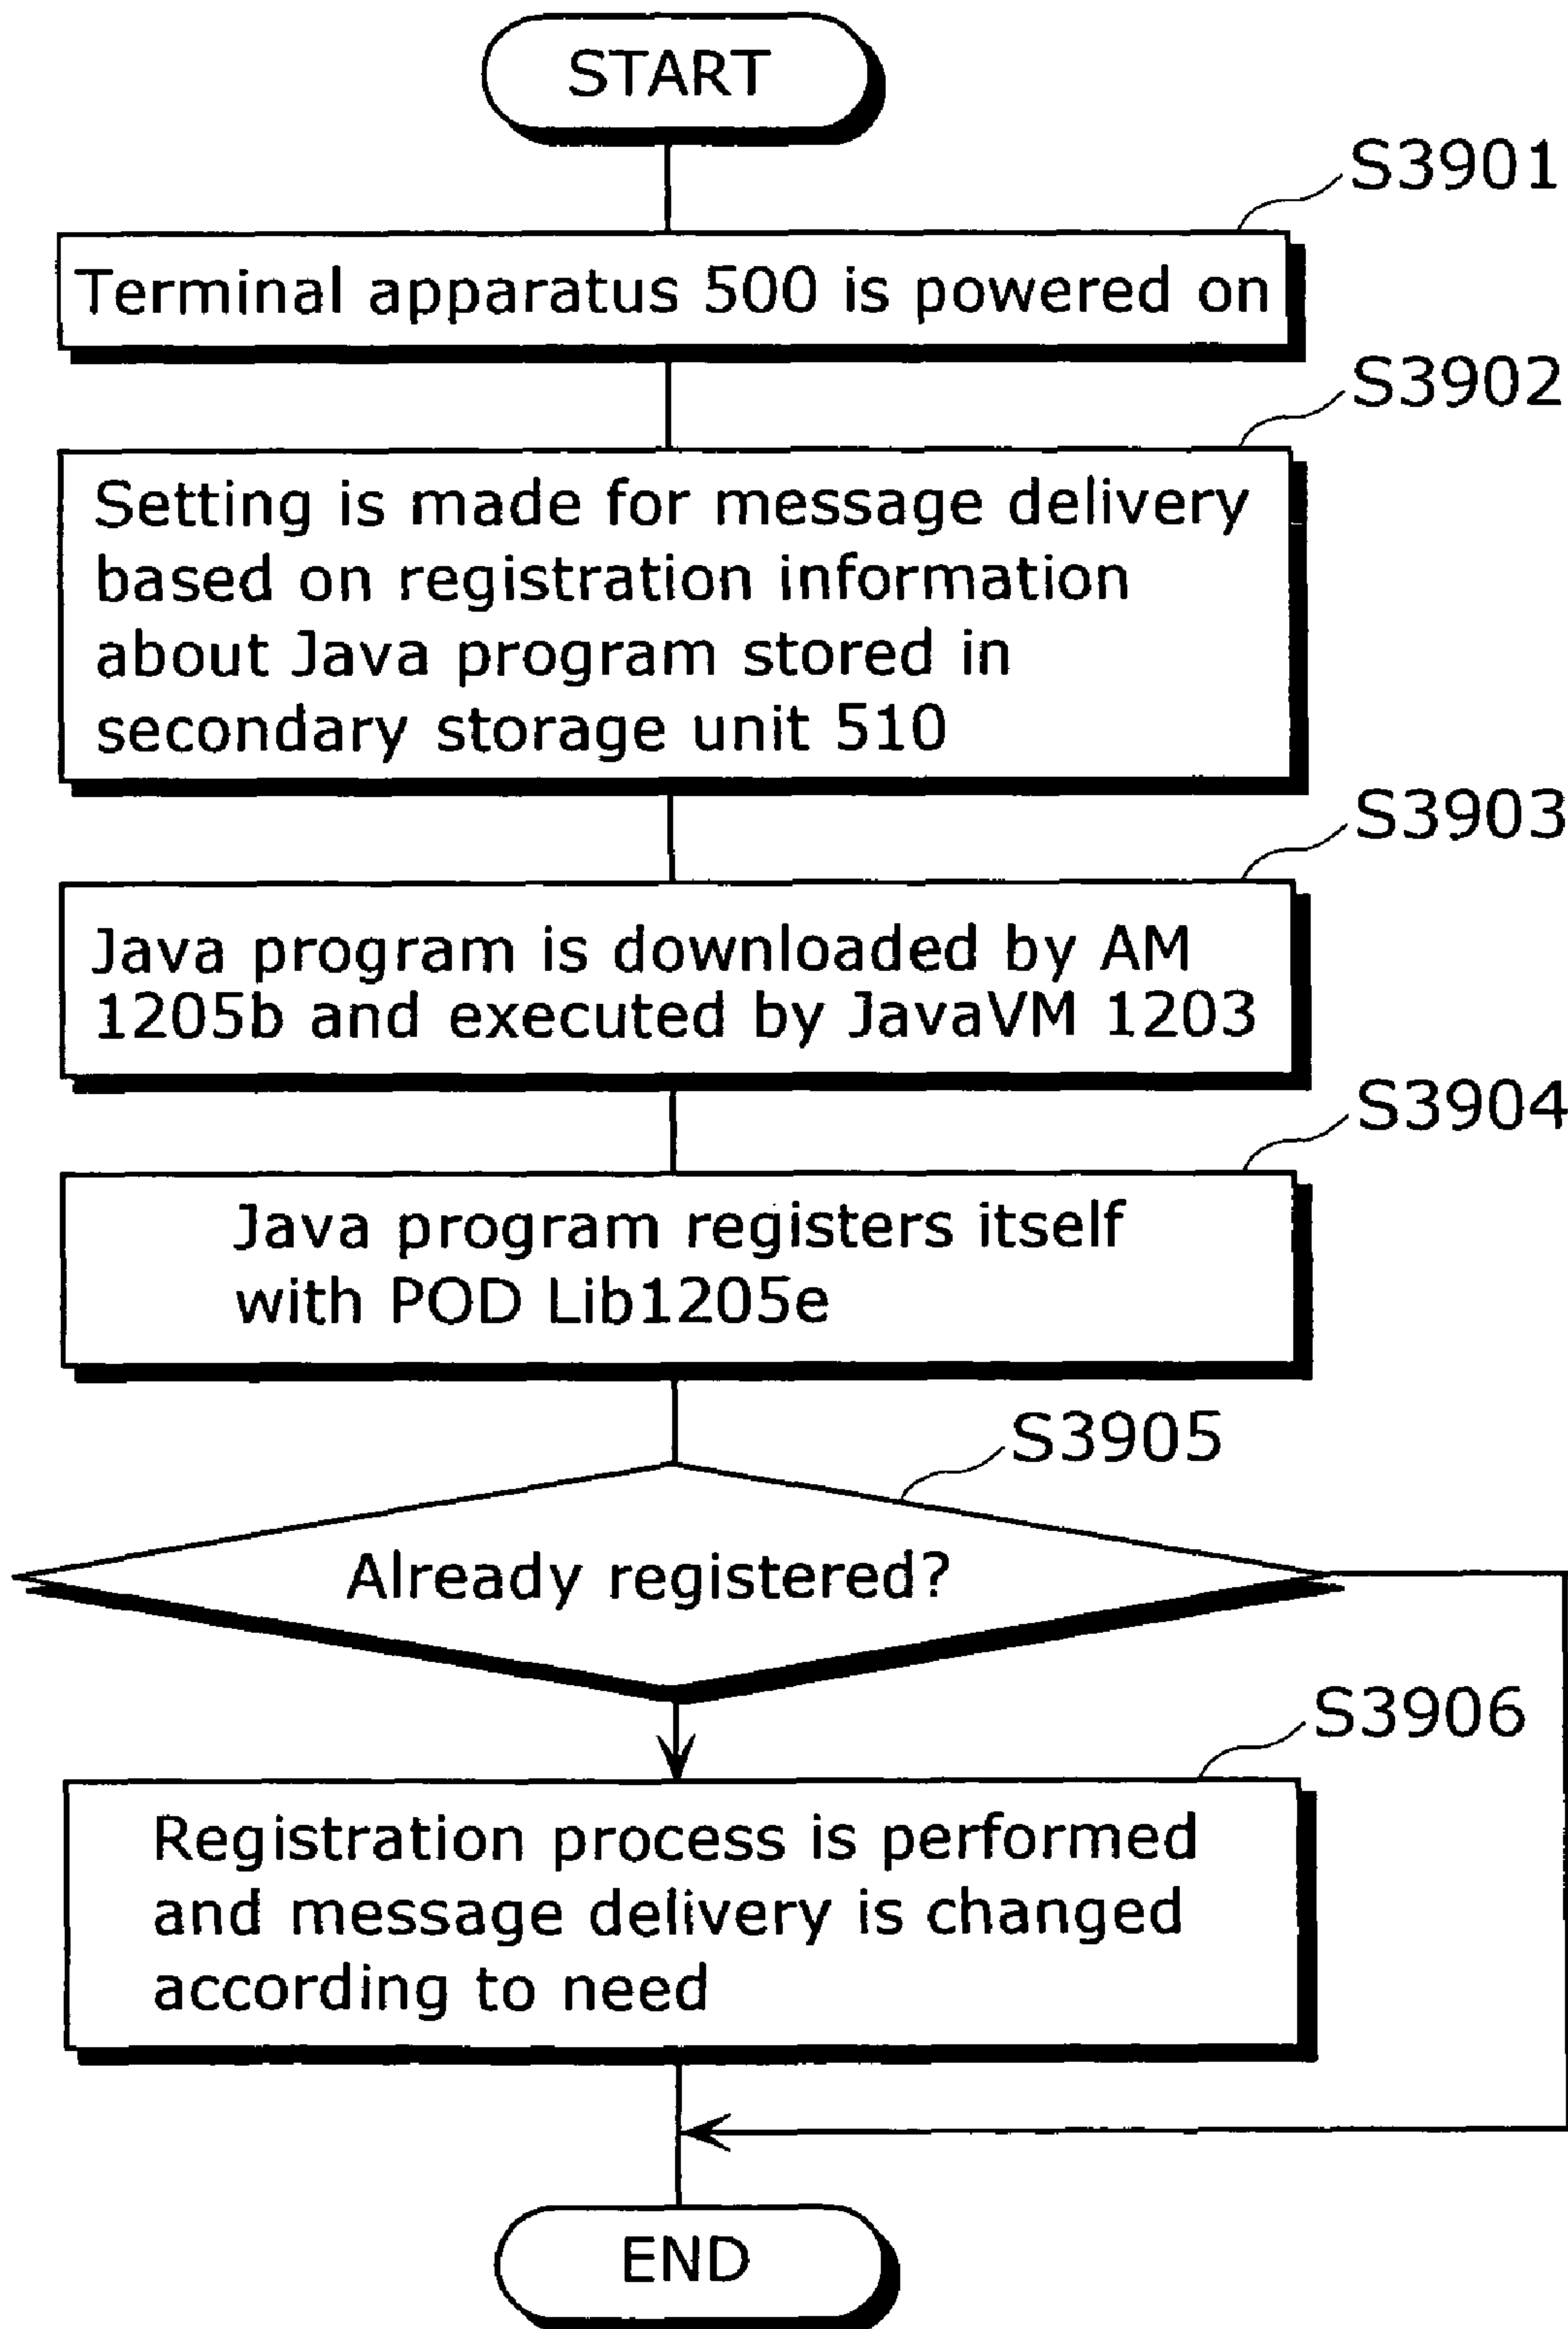 START
S3901
Terminal apparatus 500 is powered on
S3902
Setting is made for message delivery
based on registration information
about Java program stored in
secondary storage unit 510
S3903
Java program is downloaded by AM
1205b and executed by JavaVM 1203
S3904
Java program registers itself
with POD Lib1205e
S3905
Already registered?
S3906
Registration process is performed
and message delivery is changed
according to need
END